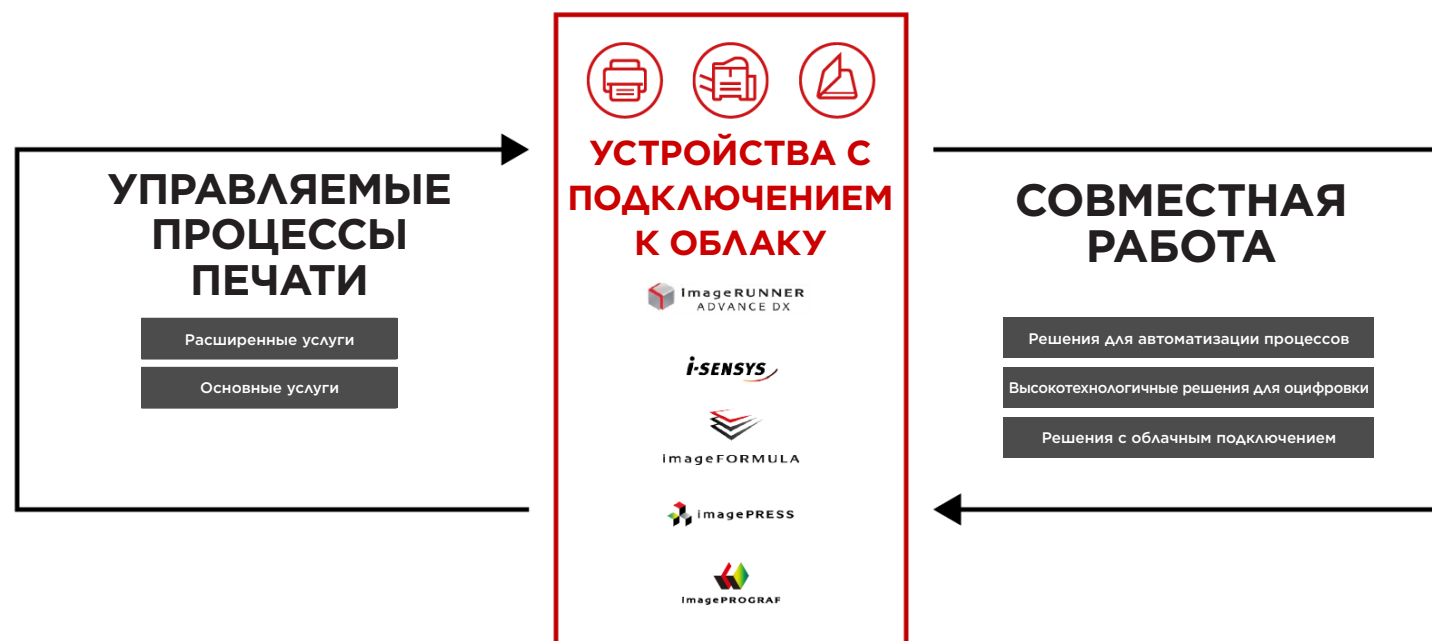 УПРАВЛЯЕМЫЕ
ПРОЦЕССЫ
ПЕЧАТИ
Расширенные услуги
Основные услуги
УСТРОЙСТВА С
ПОДКЛЮЧЕНИЕМ
К ОБЛАКУ
imageRUNNER
ADVANCE DX
i-SENSYS
imageFORMULA
imagePRESS
imagePROGRAF
СОВМЕСТНАЯ
РАБОТА
Решения для автоматизации процессов
Высокотехнологичные решения для оцифровки
Решения с облачным подключением